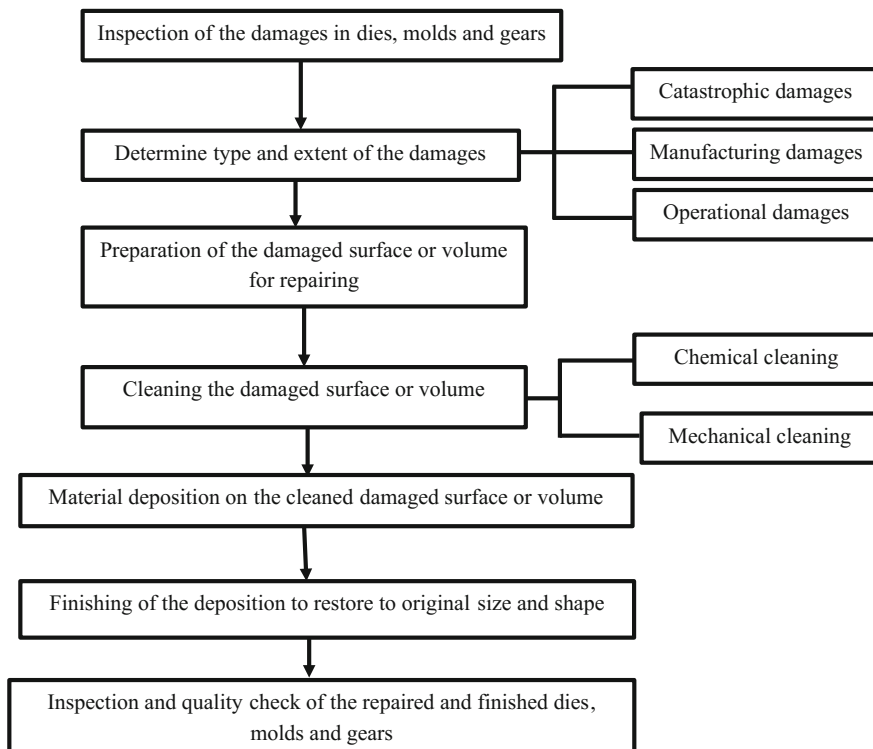 Inspection of the damages in dies, molds and gears
Determine type and extent of the damages
Catastrophic damages
Manufacturing damages
Operational damages
Preparation of the damaged surface or volume
for repairing
Cleaning the damaged surface or volume
Chemical cleaning
Mechanical cleaning
Material deposition on the cleaned damaged surface or volume
Finishing of the deposition to restore to original size and shape
Inspection and quality check of the repaired and finished dies,
molds and gears